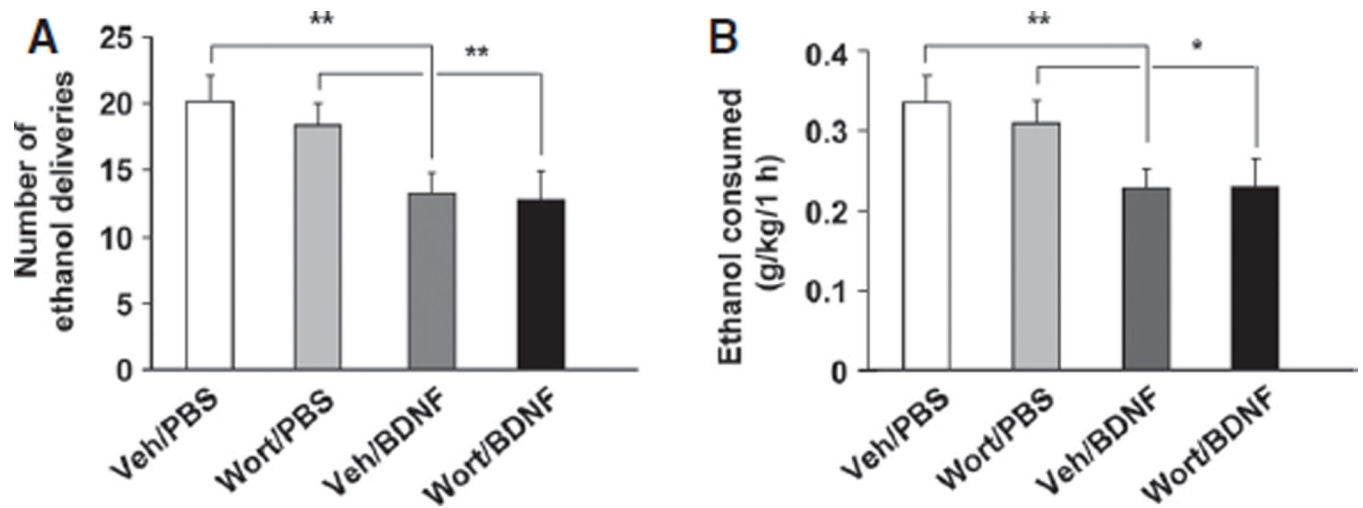 A
**
**
25
20
15
10
5
0
Number of
ethanol deliveries
Veh/PBS
Wort/PBS
Veh/BDNF
Wort/BDNF
B
**
*
0.4
0.3
0.2
0.1
0
Ethanol consumed
(g/kg/1 h)
Veh/PBS
Wort/PBS
Veh/BDNF
Wort/BDNF